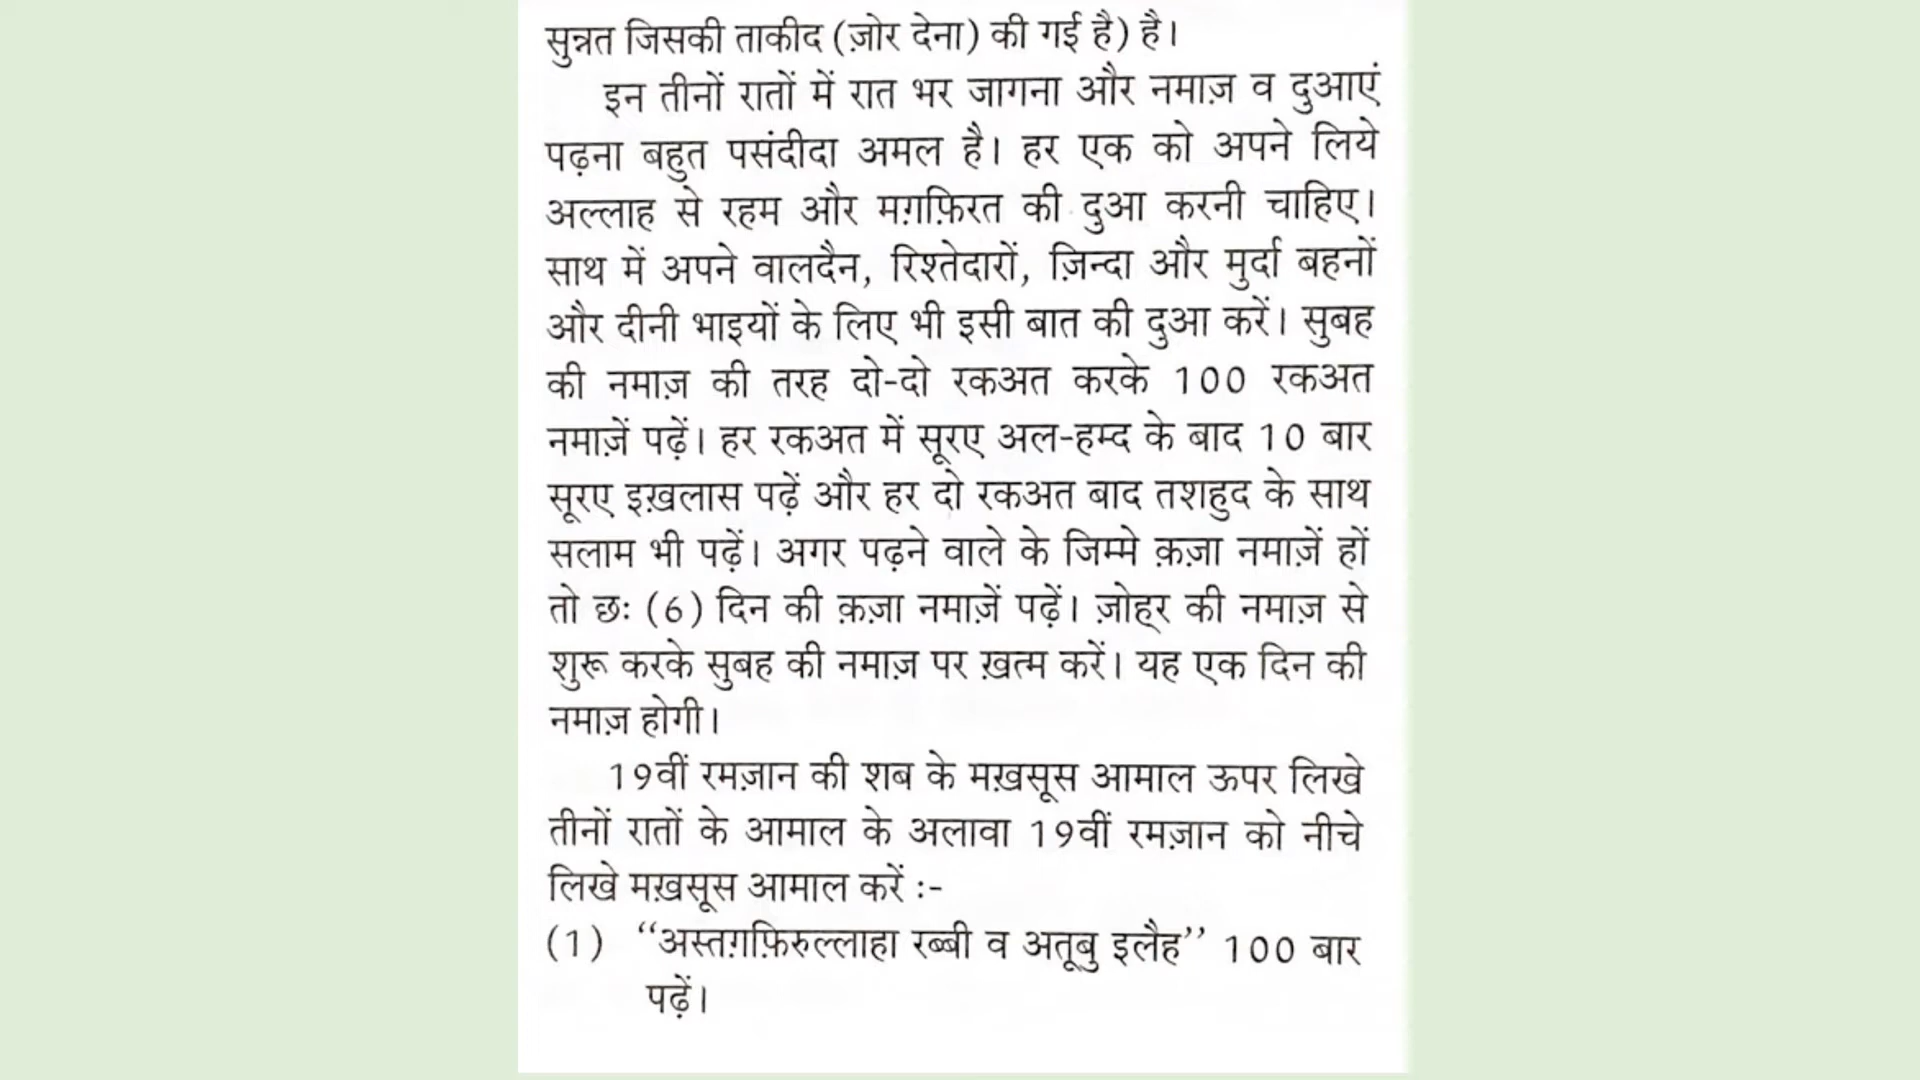 सुन्नत जिसकी ताकीद (ज़ोर देना) की गई है) है।
इन तीनों रातों में रात भर जागना और नमाज़ व दुआएं
पढ़ना बहुत पसंदीदा अमल है। हर एक को अपने लिये
अल्लाह से रहम और मग़फ़िरत की दुआ करनी चाहिए।
साथ में अपने वालदैन, रिश्तेदारों, ज़िन्दा और मुर्दा बहनों
और दीनी भाइयों के लिए भी इसी बात की दुआ करें। सुबह
की नमाज़ की तरह दो-दो रकअत करके 100 रकअत
नमाज़ें पढ़ें। हर रकअत में सूरए अल-हम्द के बाद 10 बार
सूरए इख़लास पढ़ें और हर दो रकअत बाद तशहुद के साथ
सलाम भी पढ़ें। अगर पढ़ने वाले के जिम्मे क़ज़ा नमाज़ें हों
तो छः (6) दिन की क़ज़ा नमाज़ें पढ़ें। ज़ोह्र की नमाज़ से
शुरू करके सुबह की नमाज़ पर ख़त्म करें। यह एक दिन की
नमाज़ होगी।
19वीं रमज़ान की शब के मख़सूस आमाल ऊपर लिखे
तीनों रातों के आमाल के अलावा 19वीं रमज़ान को नीचे
लिखे मख़सूस आमाल करें :-
(1) “अस्तग़फ़िरुल्लाहा रब्बी व अतूबु इलैह” 100 बार
पढ़ें।